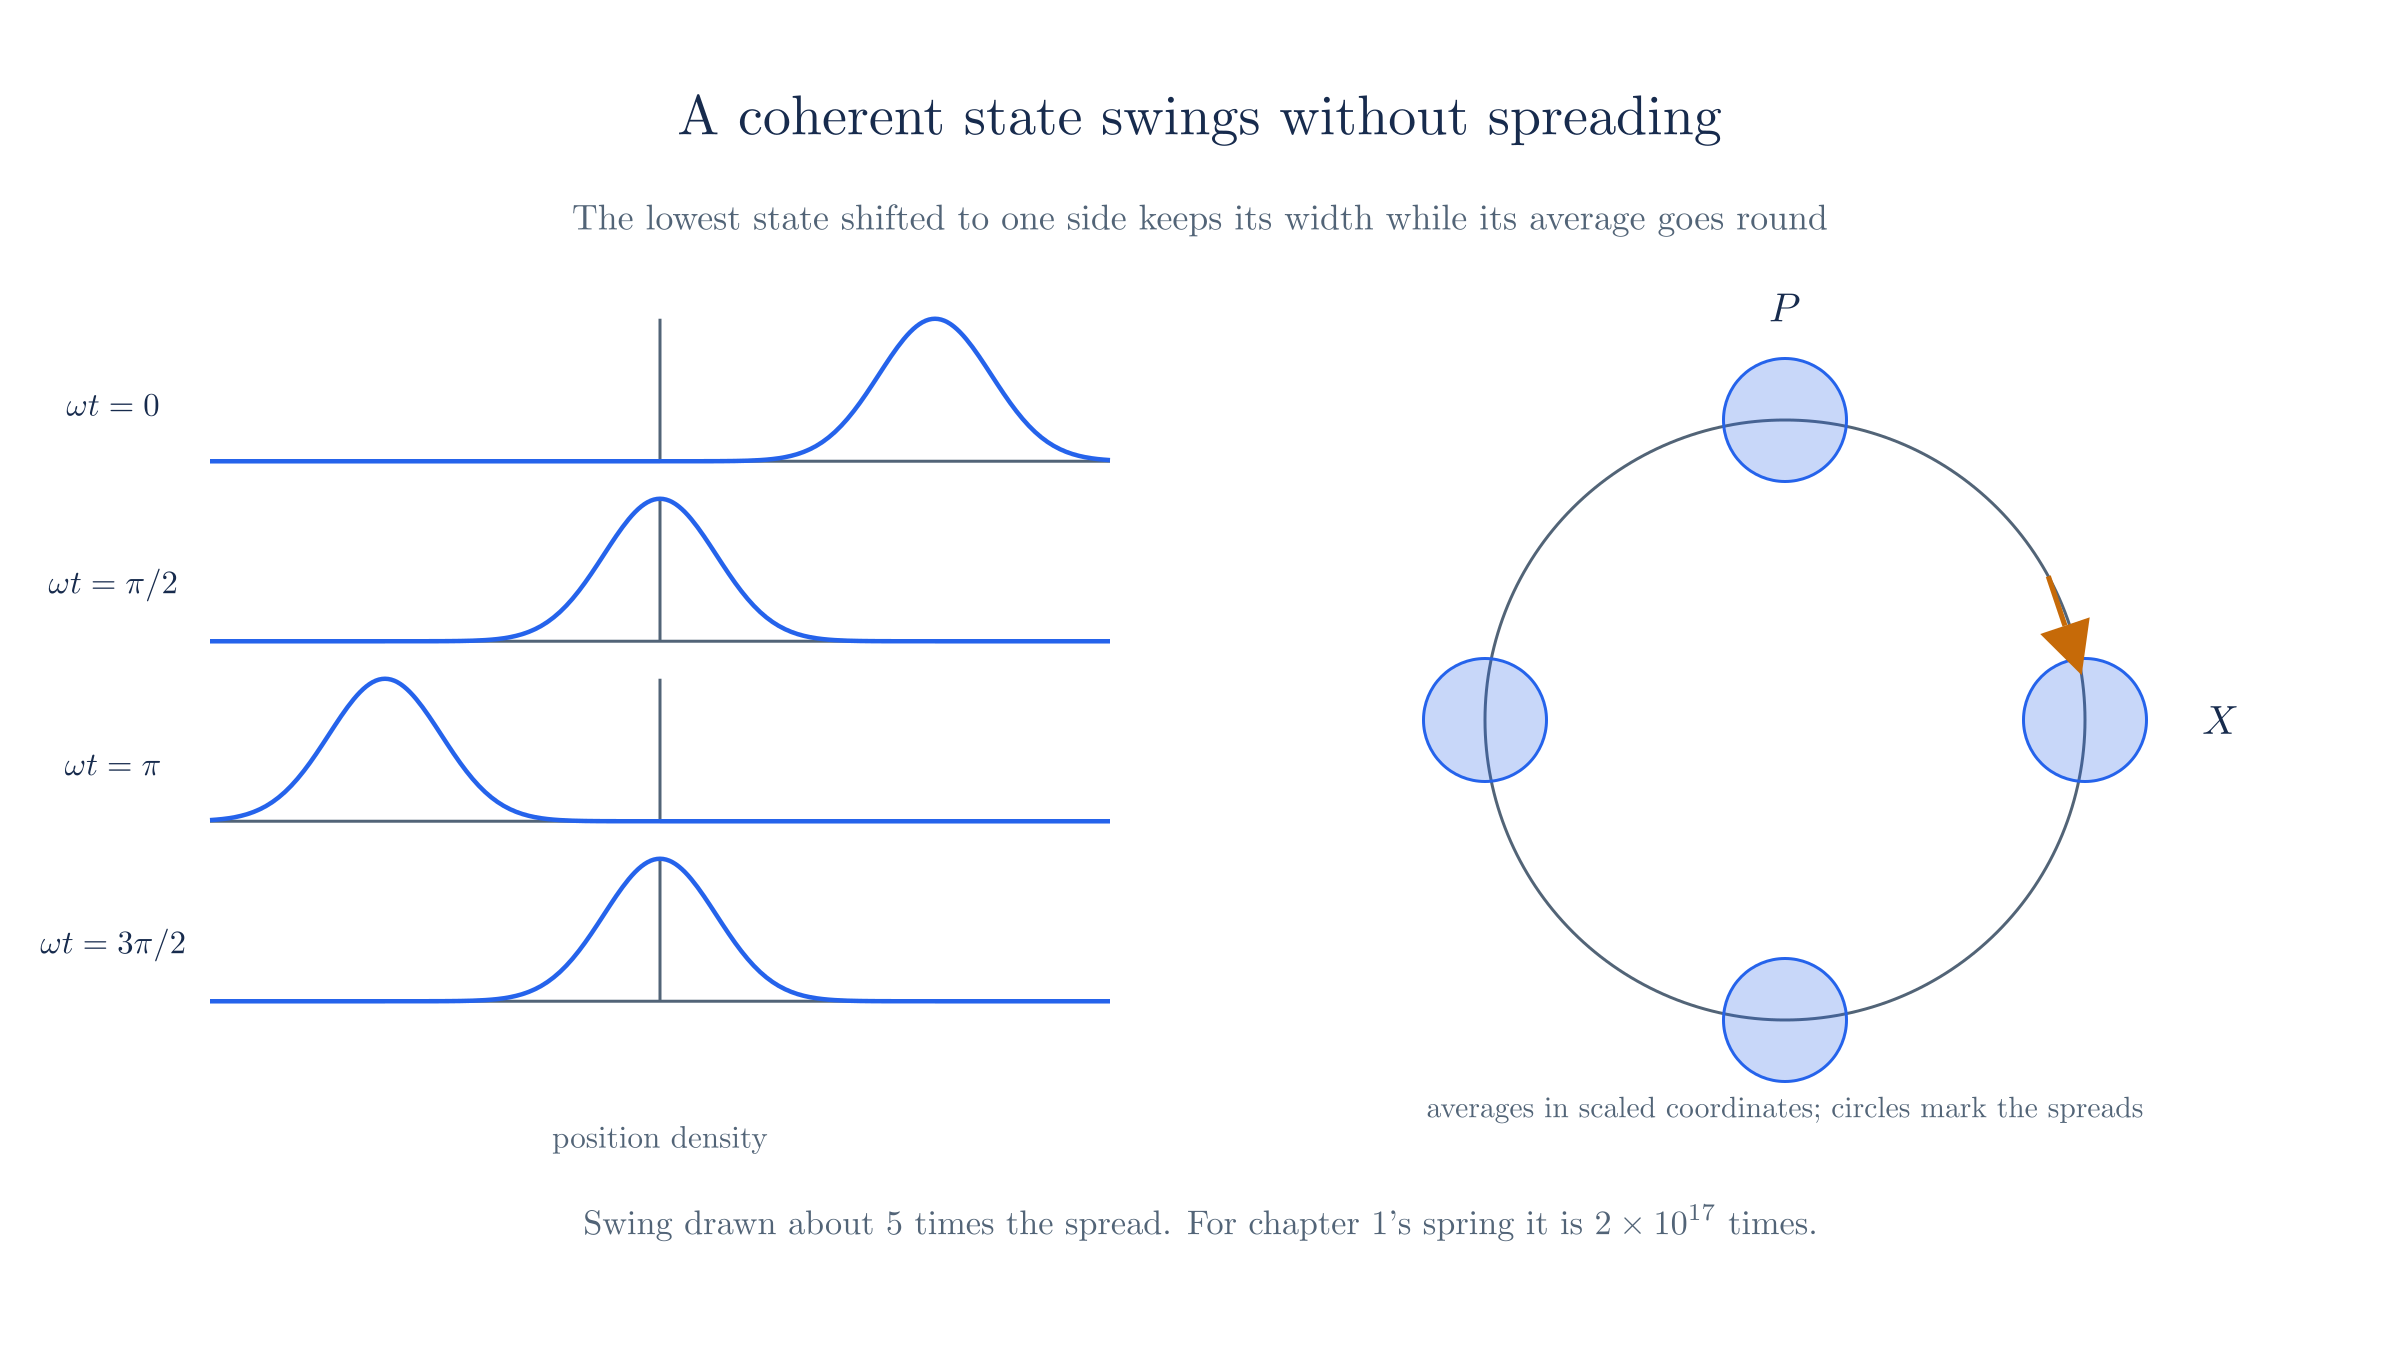 A coherent state swings without spreading
The lowest state shifted to one side keeps its width while its average goes round
ωt = 0
ωt = π/2
ωt = π
ωt = 3π/2
position density
P
X
averages in scaled coordinates; circles mark the spreads
Swing drawn about 5 times the spread. For chapter 1's spring it is 2 × 10¹⁷ times.